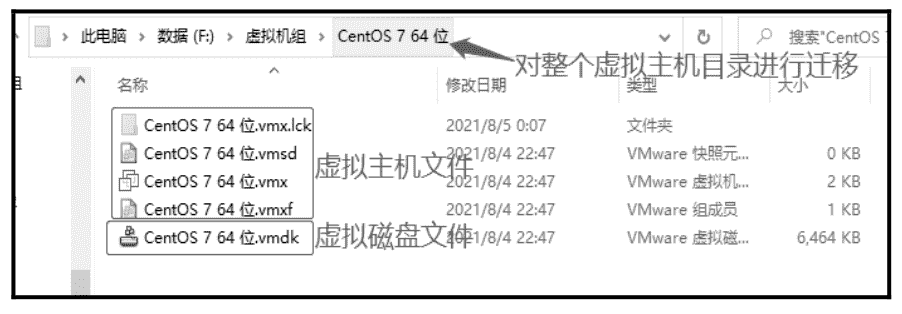 此电脑 › 数据 (F:) › 虚拟机组 › CentOS 7 64 位 搜索"CentOS 7
对整个虚拟主机目录进行迁移
名称 修改日期 类型 大小
CentOS 7 64 位.vmx.lck 2021/8/5 0:07 文件夹
CentOS 7 64 位.vmsd 2021/8/4 22:47 VMware 快照元... 0 KB
虚拟主机文件
CentOS 7 64 位.vmx 2021/8/4 22:47 VMware 虚拟机... 2 KB
CentOS 7 64 位.vmxf 2021/8/4 22:47 VMware 组成员 1 KB
CentOS 7 64 位.vmdk 虚拟磁盘文件 2021/8/4 22:47 VMware 虚拟磁... 6,464 KB